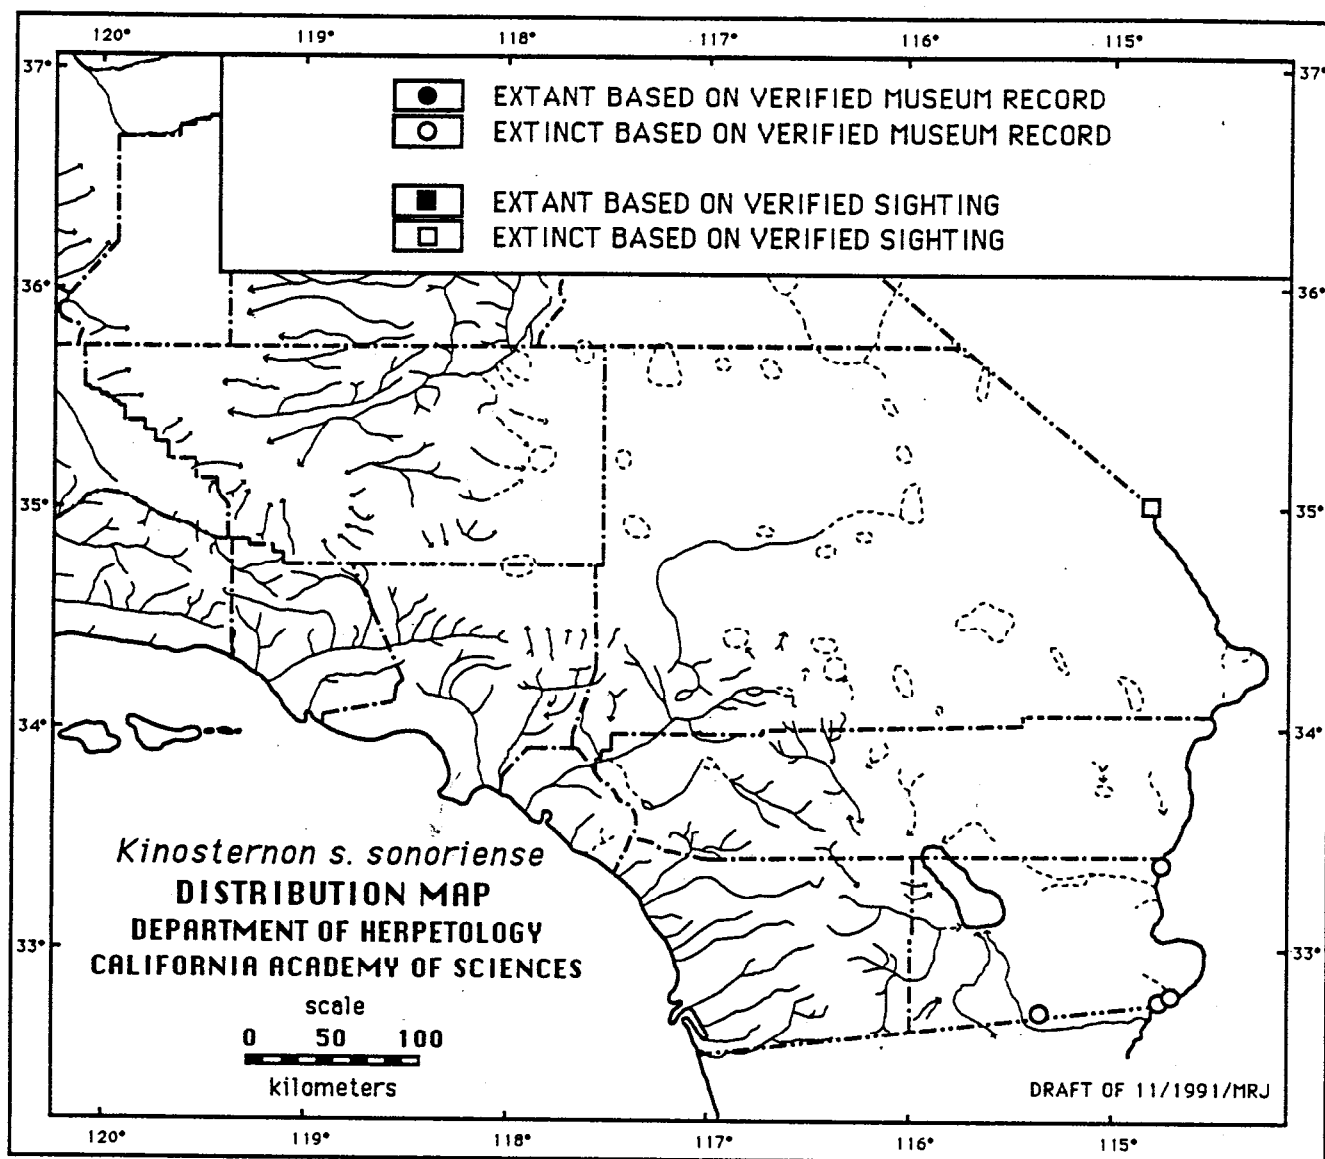 120° 119° 118° 117° 116° 115°
37° 37°
EXTANT BASED ON VERIFIED MUSEUM RECORD
EXTINCT BASED ON VERIFIED MUSEUM RECORD
EXTANT BASED ON VERIFIED SIGHTING
EXTINCT BASED ON VERIFIED SIGHTING
36° 36°
35° 35°
34° 34°
Kinosternon s. sonoriense
DISTRIBUTION MAP
DEPARTMENT OF HERPETOLOGY
33° 33°
CALIFORNIA ACADEMY OF SCIENCES
scale
0 50 100
kilometers
DRAFT OF 11/1991/MRJ
120° 119° 118° 117° 116° 115°